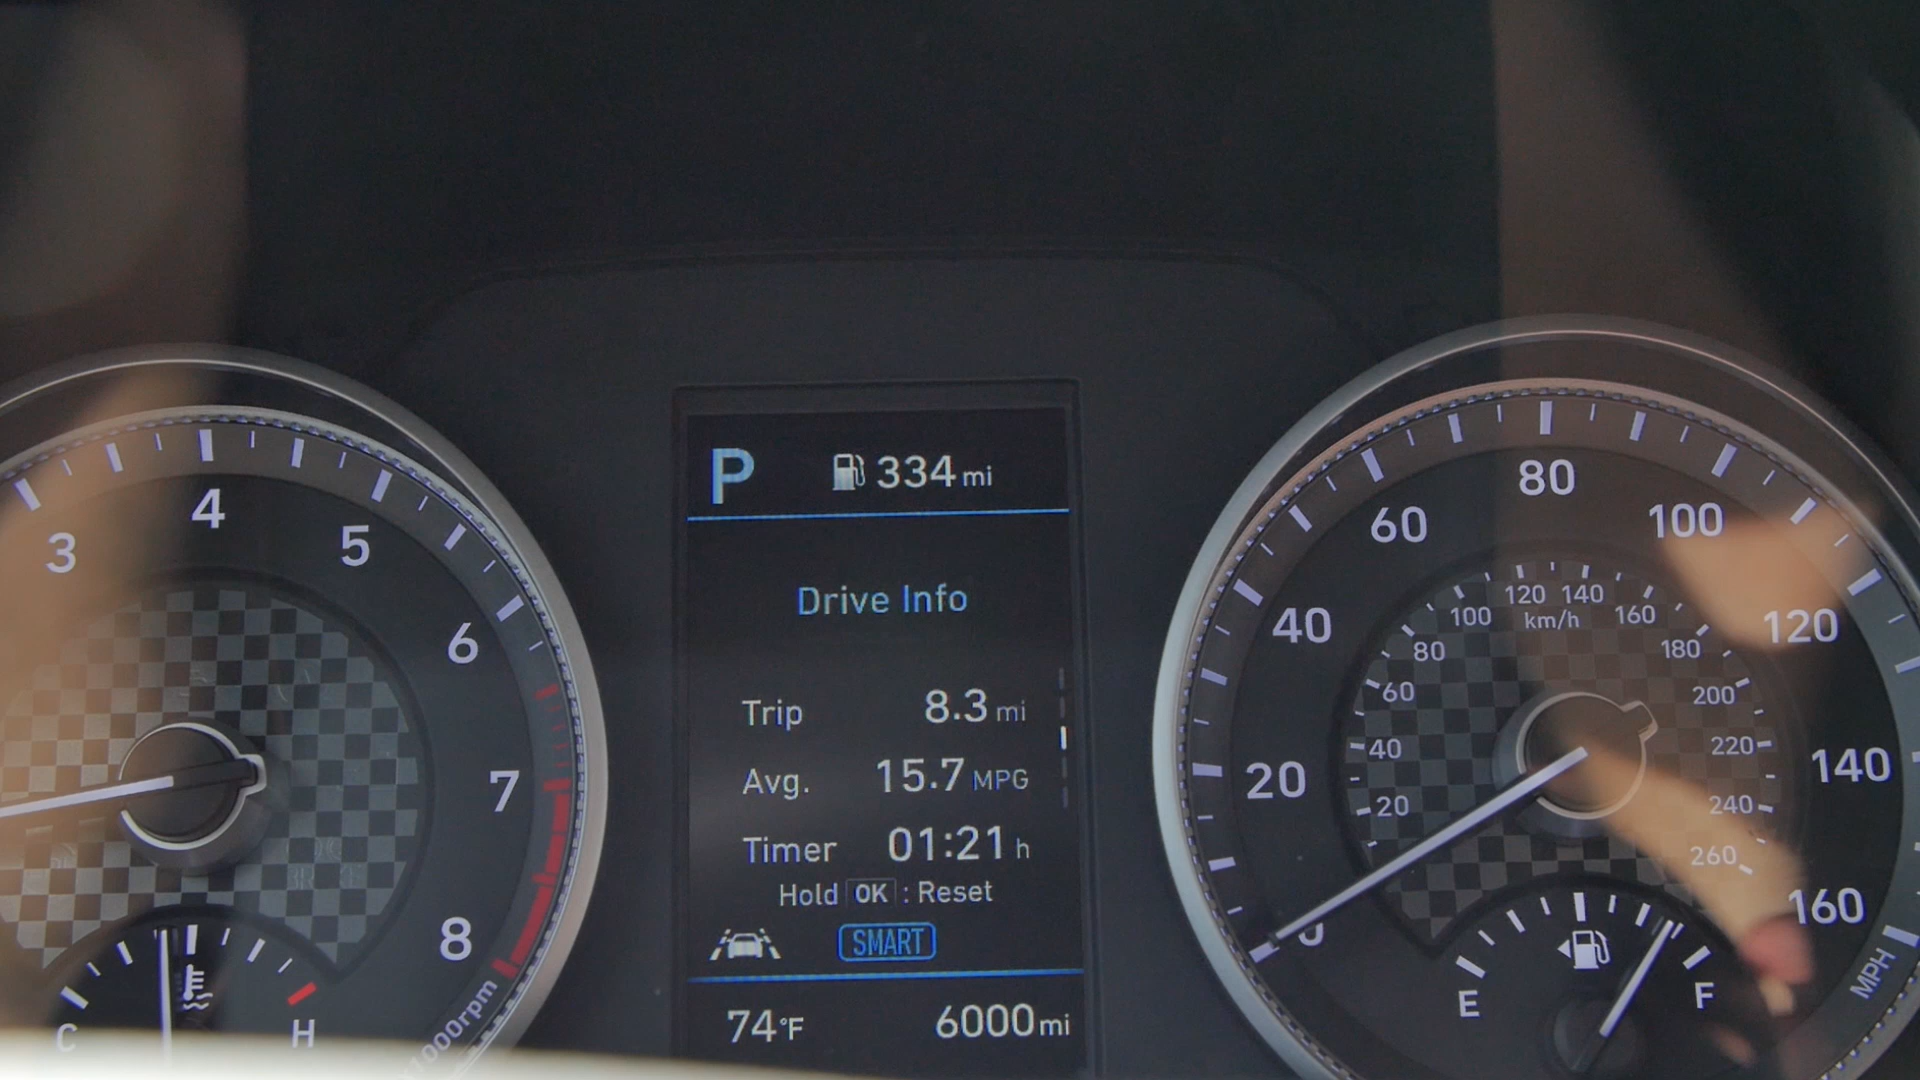 3
4
5
6
7
8
x1000rpm
C
H
P 334 mi
Drive Info
Trip 8.3 mi
Avg. 15.7 MPG
Timer 01:21 h
Hold OK : Reset
SMART
74°F 6000 mi
0
20
40
60
80
100
120
140
160
MPH
20
40
60
80
100
120
140
160
180
200
220
240
260
km/h
E
F